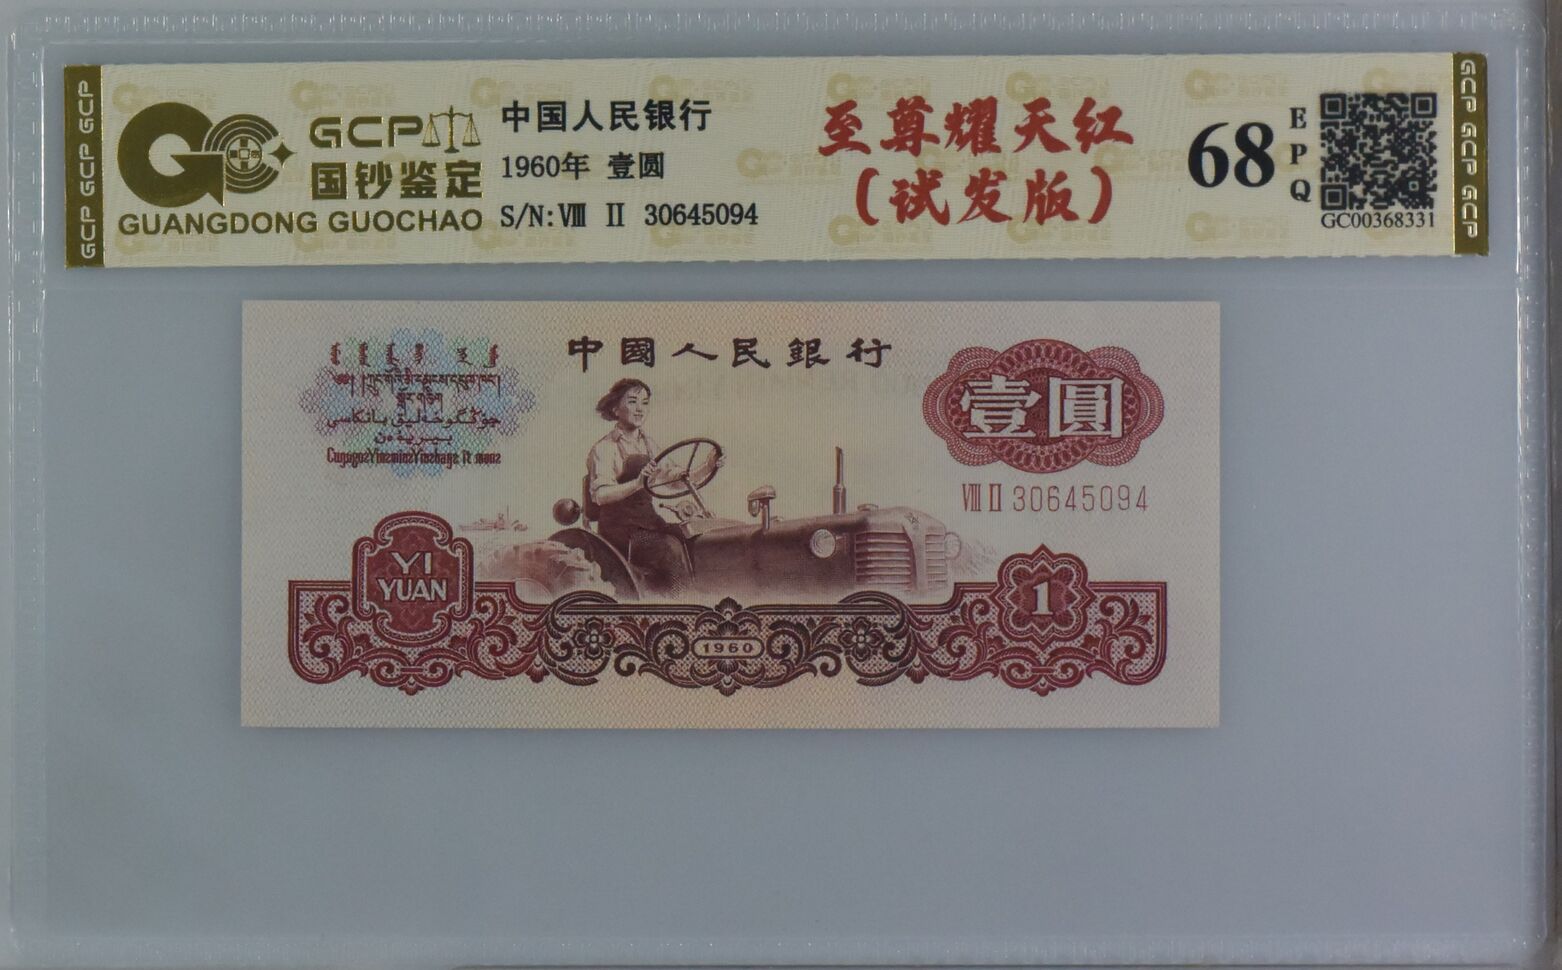 GCP GCP GCP
GCP
国钞鉴定
GUANGDONG GUOCHAO
中国人民银行
1960年 壹圆
S/N:Ⅷ Ⅱ 30645094
至尊耀天红
(试发版)
68
EPQ
GC00368331
GCP GCP GCP
中國人民銀行
壹圓
Ⅷ Ⅱ 30645094
YI
YUAN
1960
1